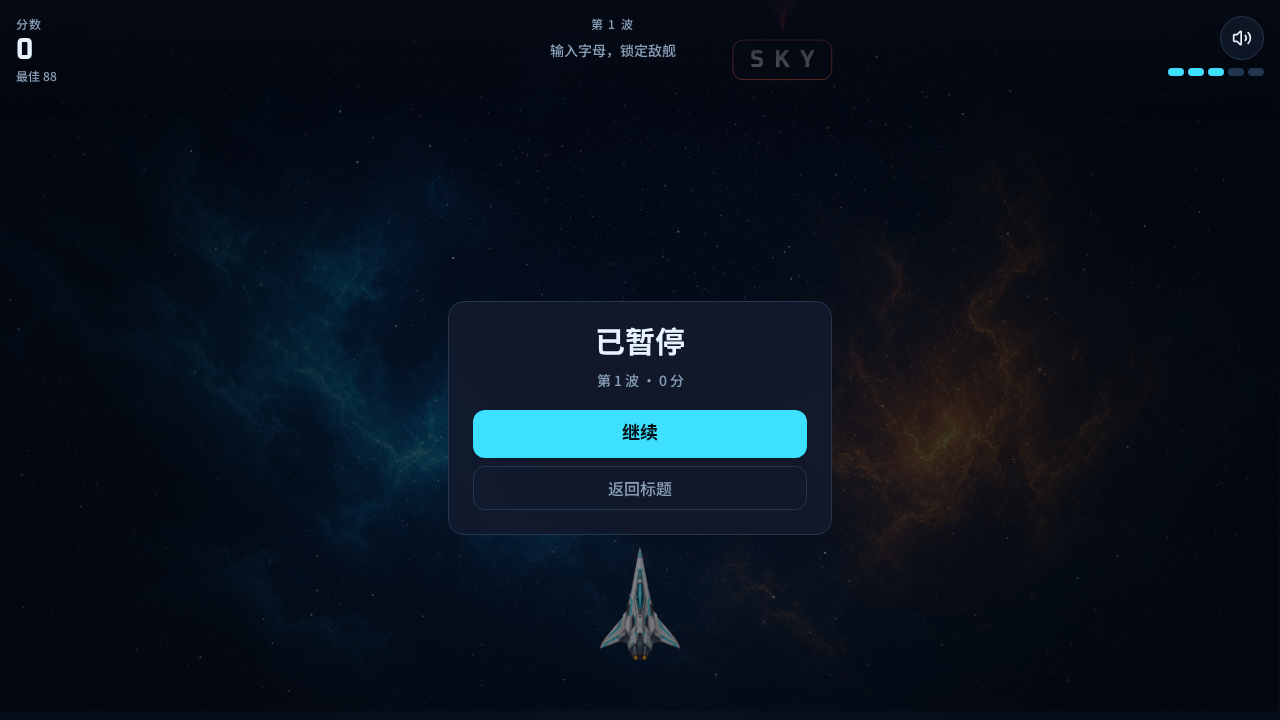 分数
0
最佳 88
第 1 波
输入字母，锁定敌舰
SKY
已暂停
第 1 波 · 0 分
继续
返回标题